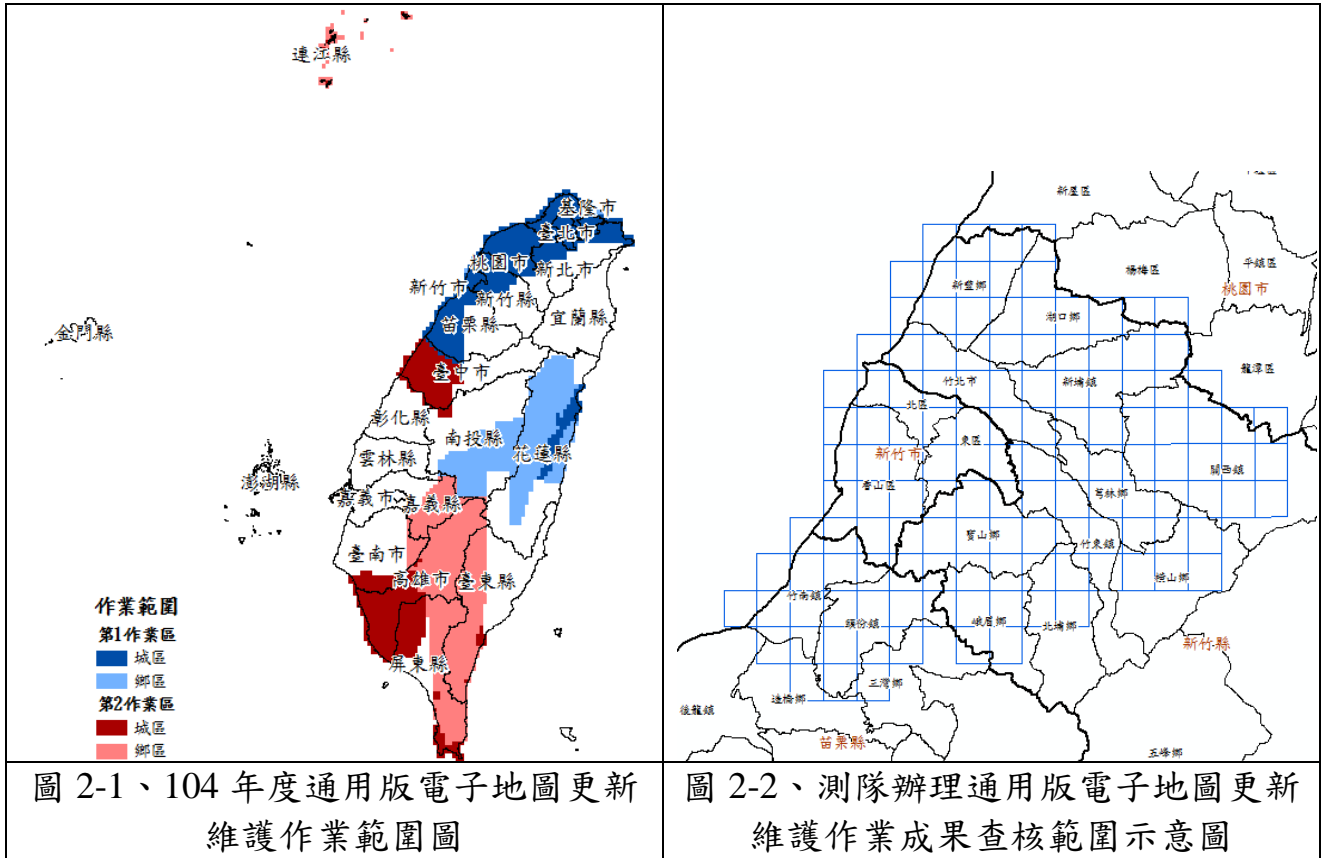 連江縣
基隆市
臺北市
桃園市
新北市
新竹市
新竹縣
宜蘭縣
苗栗縣
金門縣
臺中市
彰化縣
南投縣
花蓮縣
雲林縣
澎湖縣
嘉義市
嘉義縣
臺南市
高雄市
臺東縣
屏東縣
作業範圍
第1作業區
城區
鄉區
第2作業區
城區
鄉區
圖 2-1、104 年度通用版電子地圖更新
維護作業範圍圖
新屋區
楊梅區
平鎮區
桃園市
新豐鄉
湖口鄉
龍潭區
竹北市
新埔鎮
北區
東區
新竹市
關西鎮
香山區
芎林鄉
寶山鄉
竹東鎮
橫山鄉
竹南鎮
頭份鎮
峨眉鄉
北埔鄉
新竹縣
三灣鄉
造橋鄉
後龍鎮
苗栗縣
五峰鄉
圖 2-2、測隊辦理通用版電子地圖更新
維護作業成果查核範圍示意圖